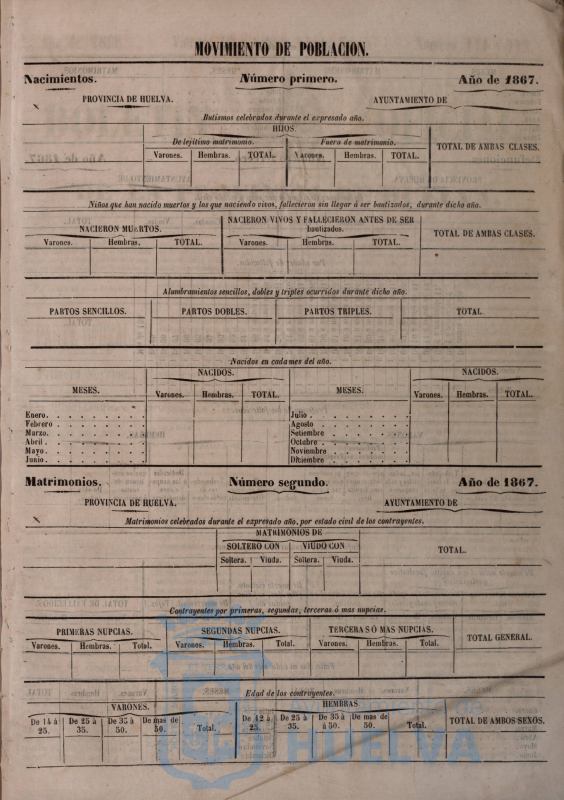 MOVIMIENTO DE POBLACION.
Nacimientos. Número primero. Año de 1867.
PROVINCIA DE HUELVA. AYUNTAMIENTO DE
Butismos celebrados durante el expresado año.
HIJOS.
De lejítimo matrimonio. Fuera de matrimonio. TOTAL DE AMBAS CLASES.
Varones. Hembras. TOTAL. Varones. Hembras. TOTAL.
Niños que han nacido muertos y los que naciendo vivos, fallecieron sin llegar á ser bautizados, durante dicho año.
NACIERON MUERTOS. NACIERON VIVOS Y FALLECIERON ANTES DE SER bautizados. TOTAL DE AMBAS CLASES.
Varones. Hembras. TOTAL. Varones. Hembras. TOTAL.
Alumbramientos sencillos, dobles y triples ocurridos durante dicho año.
PARTOS SENCILLOS. PARTOS DOBLES. PARTOS TRIPLES. TOTAL.
Nacidos en cada mes del año.
MESES. NACIDOS. MESES. NACIDOS.
Varones. Hembras. TOTAL. Varones. Hembras. TOTAL.
Enero. Julio
Febrero Agosto
Marzo. Setiembre
Abril. Octubre
Mayo. Noviembre
Junio. Diciembre
Matrimonios. Número segundo. Año de 1867.
PROVINCIA DE HUELVA. AYUNTAMIENTO DE
Matrimonios celebrados durante el expresado año, por estado civil de los contrayentes.
MATRIMONIOS DE
SOLTERO CON VIUDO CON TOTAL.
Soltera. Viuda. Soltera. Viuda.
Contrayentes por primeras, segundas, terceras ó mas nupcias.
PRIMERAS NUPCIAS. SEGUNDAS NUPCIAS. TERCERAS Ó MAS NUPCIAS. TOTAL GENERAL.
Varones. Hembras. Total. Varones. Hembras. Total. Varones. Hembras. Total.
Edad de los contrayentes.
VARONES. HEMBRAS
De 14 á 25. De 25 á 35. De 35 á 50. De mas de 50. Total. De 12 á 25. De 25 á 35. De 35 á 50. De mas de 50. Total. TOTAL DE AMBOS SEXOS.
HUELVA